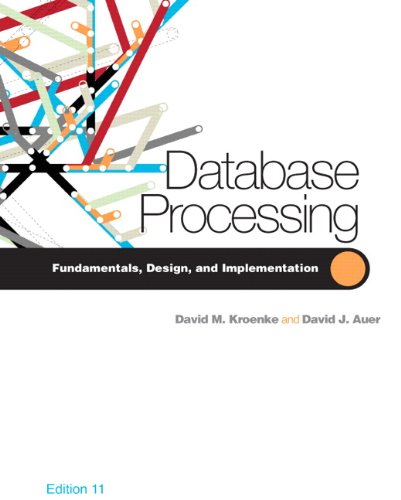 Database
Processing
Fundamentals, Design, and Implementation
David M. Kroenke and David J. Auer
Edition 11